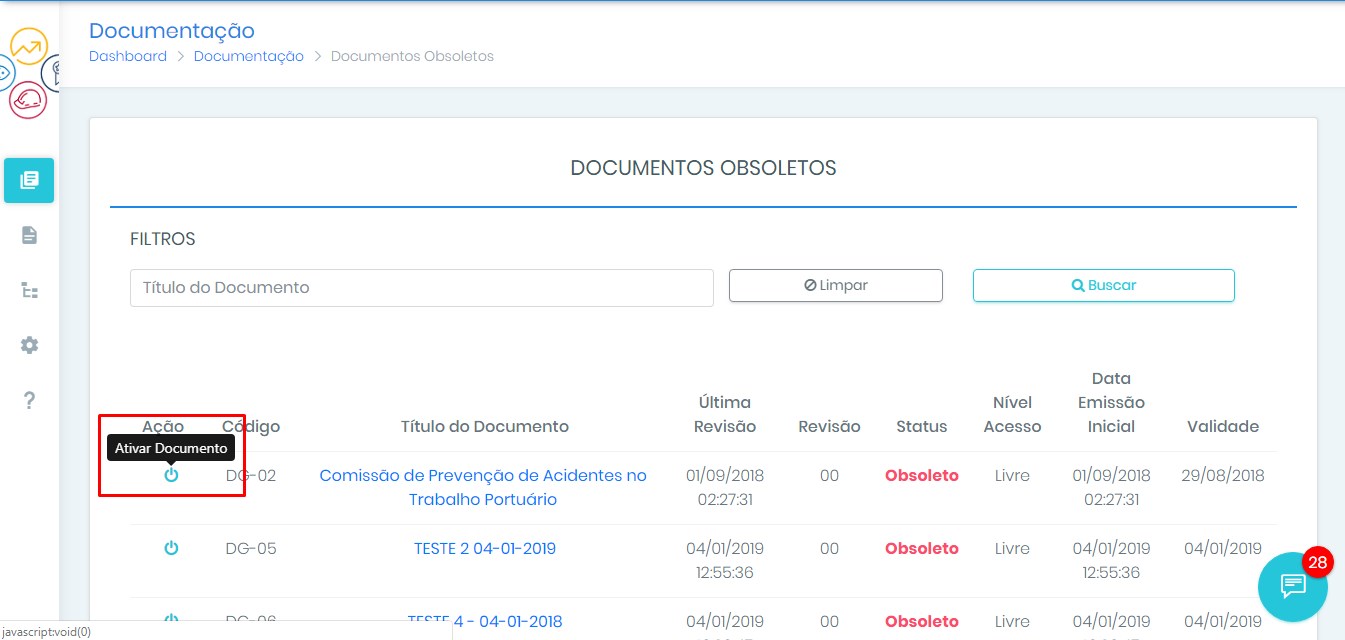 Documentação
Dashboard > Documentação > Documentos Obsoletos
DOCUMENTOS OBSOLETOS
FILTROS
Título do Documento
Limpar
Buscar
Ação
Código
Título do Documento
Última
Revisão
Revisão
Status
Nível
Acesso
Data
Emissão
Inicial
Validade
Ativar Documento
DG-02
Comissão de Prevenção de Acidentes no
Trabalho Portuário
01/09/2018
02:27:31
00
Obsoleto
Livre
01/09/2018
02:27:31
29/08/2018
DG-05
TESTE 2 04-01-2019
04/01/2019
12:55:36
00
Obsoleto
Livre
04/01/2019
12:55:36
04/01/2019
28
DG-06
TESTE 4 - 04-01-2018
04/01/2019
00
Obsoleto
Livre
04/01/2019
04/01/2019
javascript:void(0)